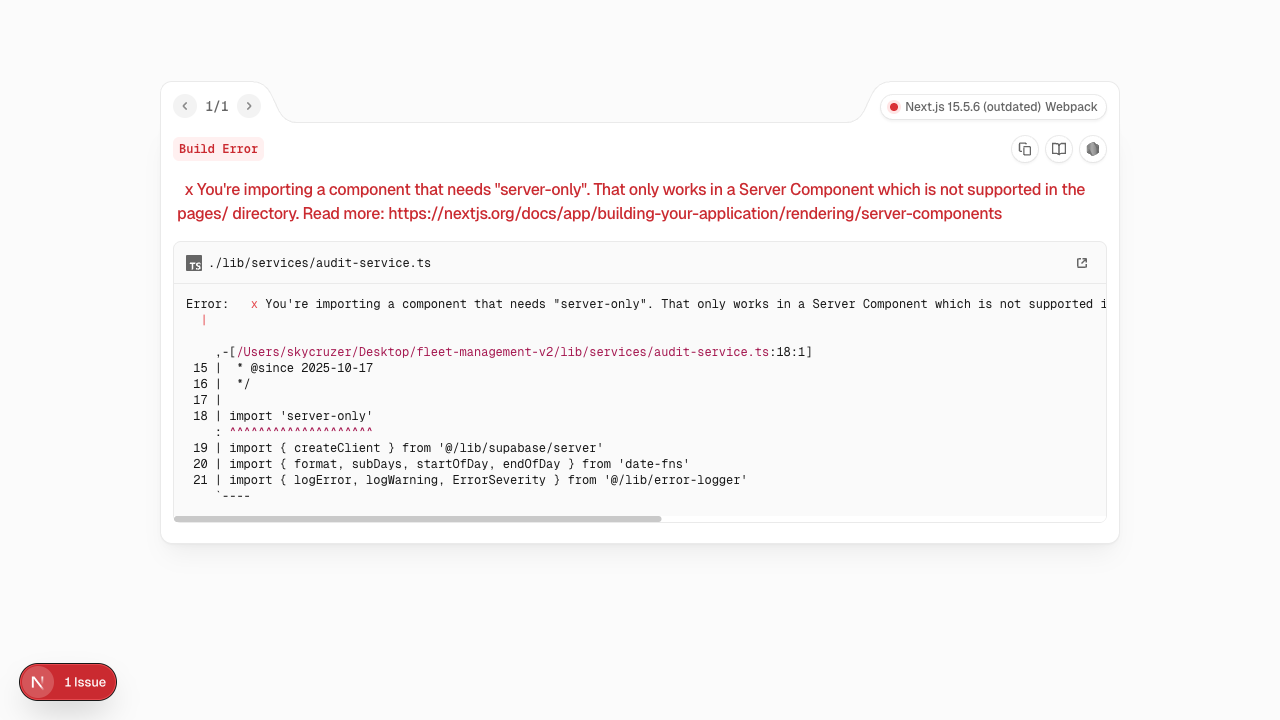 1/1
Next.js 15.5.6 (outdated) Webpack
Build Error
x You're importing a component that needs "server-only". That only works in a Server Component which is not supported in the
pages/ directory. Read more: https://nextjs.org/docs/app/building-your-application/rendering/server-components
TS ./lib/services/audit-service.ts
Error:   x You're importing a component that needs "server-only". That only works in a Server Component which is not supported i
|
,-[/Users/skycruzer/Desktop/fleet-management-v2/lib/services/audit-service.ts:18:1]
15 |  * @since 2025-10-17
16 |  */
17 |
18 | import 'server-only'
: ^^^^^^^^^^^^^^^^^^^^
19 | import { createClient } from '@/lib/supabase/server'
20 | import { format, subDays, startOfDay, endOfDay } from 'date-fns'
21 | import { logError, logWarning, ErrorSeverity } from '@/lib/error-logger'
`----
N 1 Issue